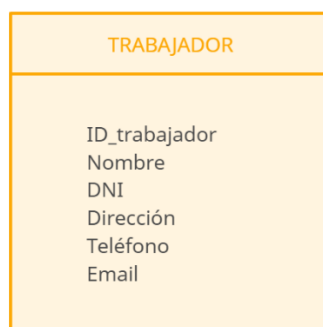 TRABAJADOR
ID_trabajador
Nombre
DNI
Dirección
Teléfono
Email